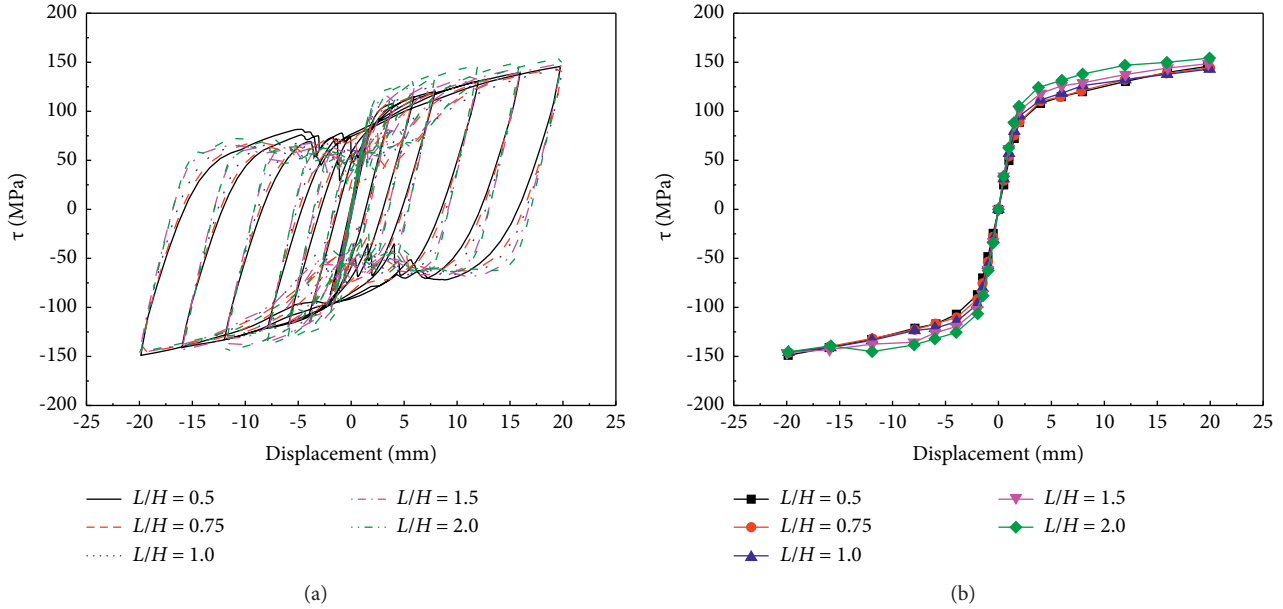 200
150
100
50
0
-50
-100
-150
-200
τ (MPa)
-25 -20 -15 -10 -5 0 5 10 15 20 25
Displacement (mm)
L/H = 0.5
L/H = 0.75
L/H = 1.0
L/H = 1.5
L/H = 2.0
(a)
200
150
100
50
0
-50
-100
-150
-200
τ (MPa)
-25 -20 -15 -10 -5 0 5 10 15 20 25
Displacement (mm)
L/H = 0.5
L/H = 0.75
L/H = 1.0
L/H = 1.5
L/H = 2.0
(b)